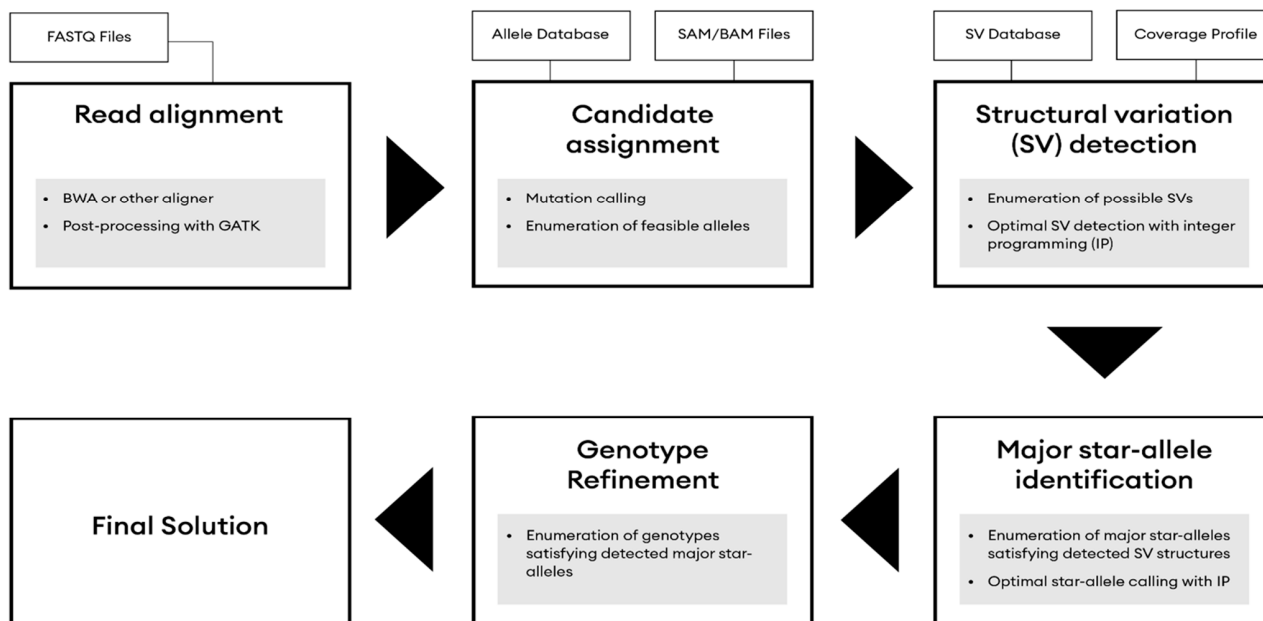 FASTQ Files
Read alignment
• BWA or other aligner
• Post-processing with GATK
Allele Database
SAM/BAM Files
Candidate
assignment
• Mutation calling
• Enumeration of feasible alleles
SV Database
Coverage Profile
Structural variation
(SV) detection
• Enumeration of possible SVs
• Optimal SV detection with integer
programming (IP)
Major star-allele
identification
• Enumeration of major star-alleles
satisfying detected SV structures
• Optimal star-allele calling with IP
Genotype
Refinement
• Enumeration of genotypes
satisfying detected major star-
alleles
Final Solution